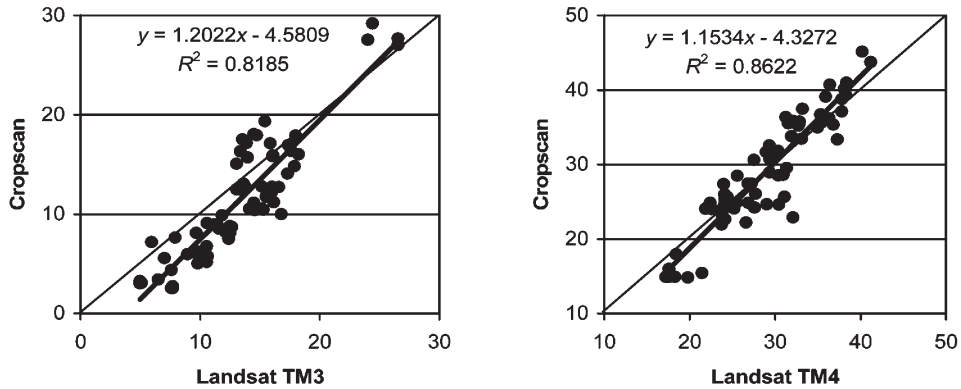 y = 1.2022x - 4.5809
R² = 0.8185
30
20
10
0
0 10 20 30
Cropscan
Landsat TM3
y = 1.1534x - 4.3272
R² = 0.8622
50
40
30
20
10
10 20 30 40 50
Cropscan
Landsat TM4